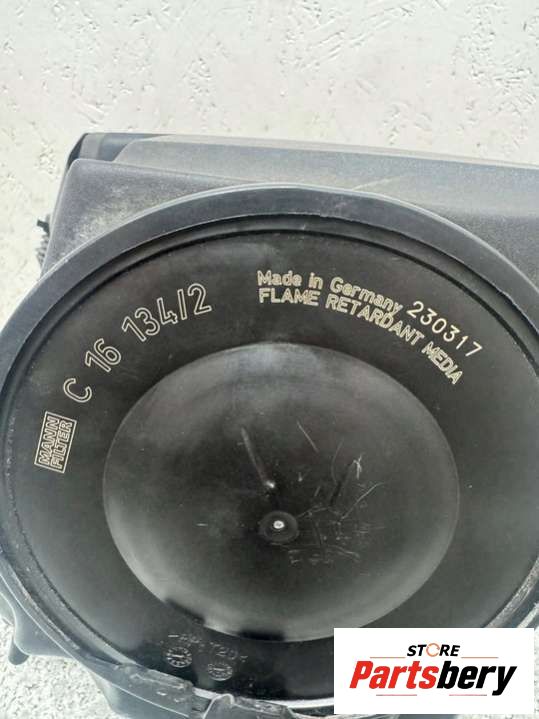 C 16 134/2
Made in Germany 230317
FLAME RETARDANT MEDIA
MANN
FILTER
STORE
Partsbery